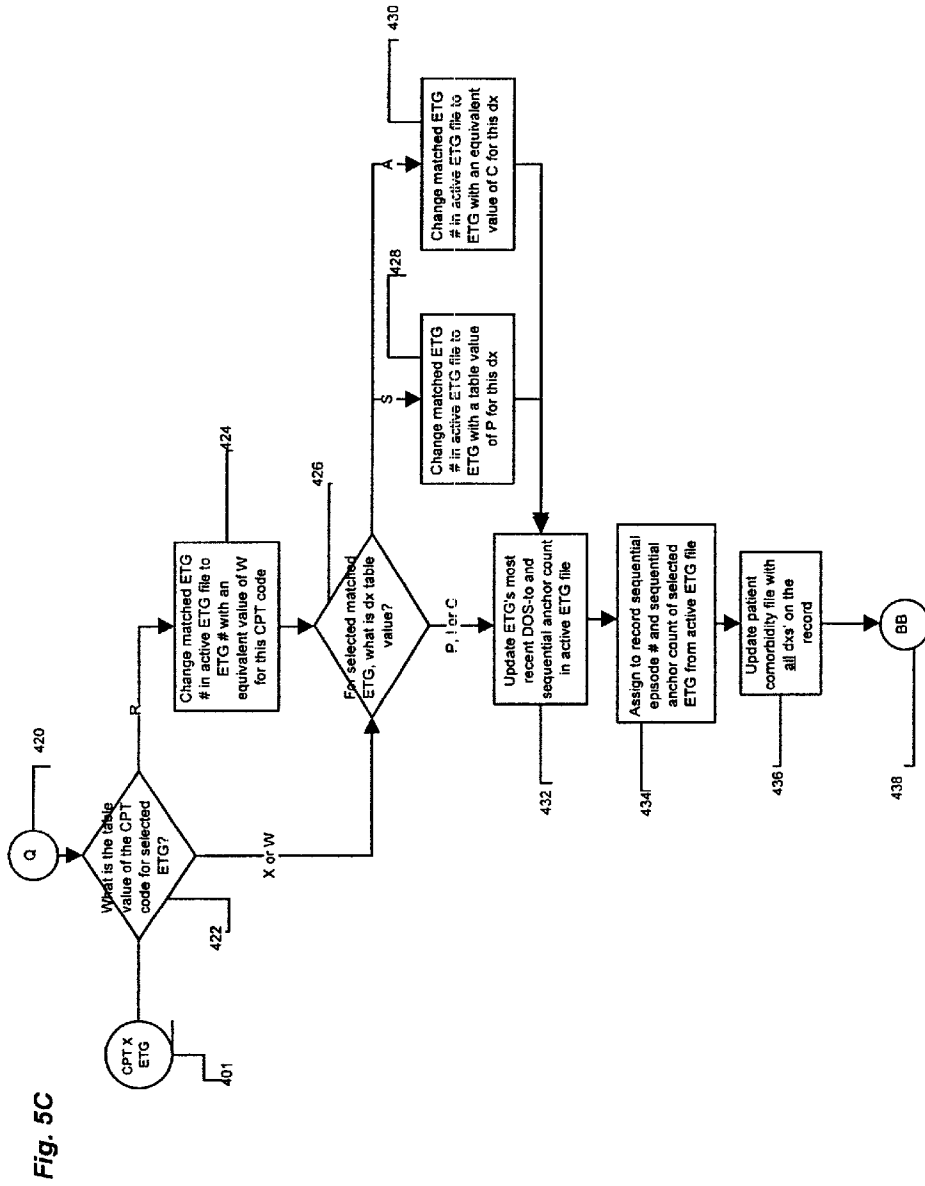 Fig. 5C
Q
420
CPT X
ETG
401
What is the table
value of the CPT
code for selected
ETG?
422
R
X or W
Change matched ETG
# in active ETG file to
ETG # with an
equivalent value of W
for this CPT code
424
For selected matched
ETG, what is dx table
value?
426
S
A
P, I or C
Change matched ETG
# in active ETG file to
ETG with a table value
of P for this dx
428
Change matched ETG
# in active ETG file to
ETG with an equivalent
value of C for this dx
430
Update ETG's most
recent DOS-to and
sequential anchor count
in active ETG file
432
Assign to record sequential
episode # and sequential
anchor count of selected
ETG from active ETG file
434
Update patient
comorbidity file with
all dxs' on the
record
436
BB
438